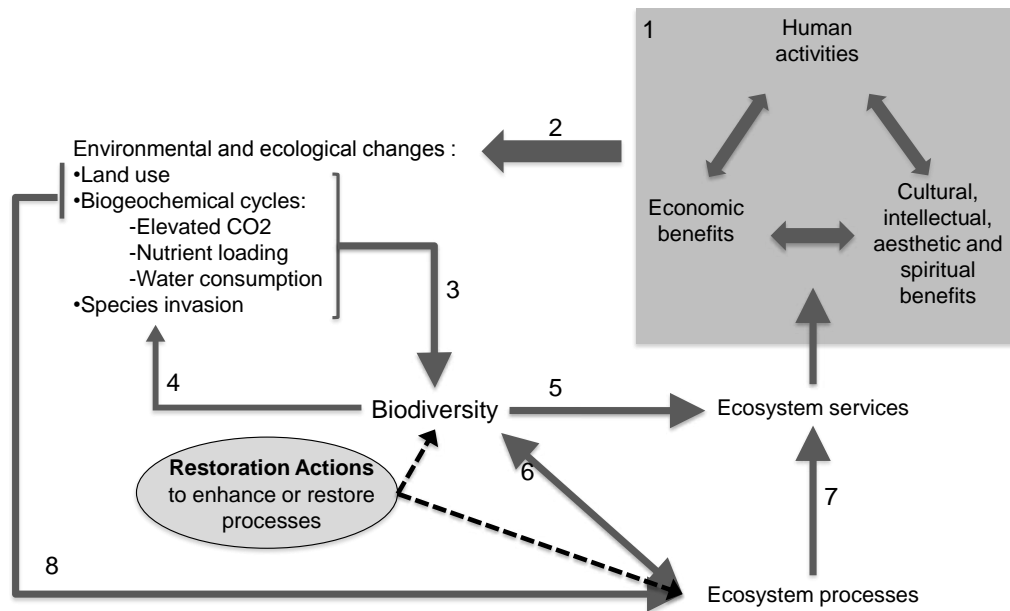 1
Human
activities
2
Environmental and ecological changes :
•Land use
•Biogeochemical cycles:
-Elevated CO2
-Nutrient loading
-Water consumption
•Species invasion
Economic
benefits
Cultural,
intellectual,
aesthetic and
spiritual
benefits
3
4
Biodiversity
5
Ecosystem services
Restoration Actions
to enhance or restore
processes
6
7
8
Ecosystem processes